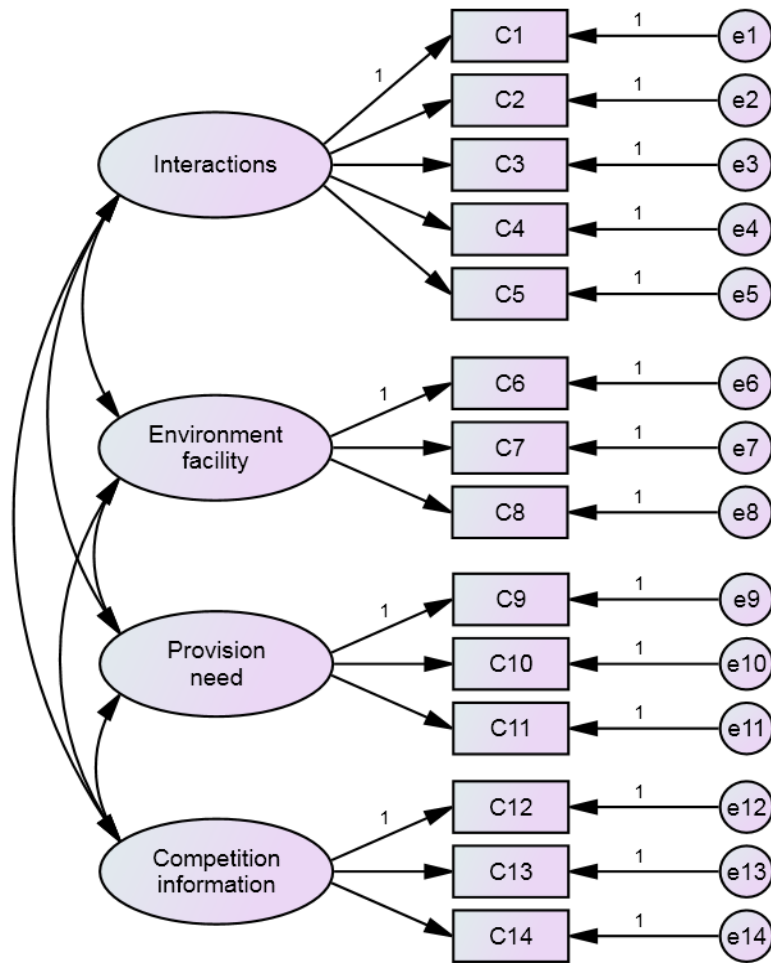 C1 1 e1
1
C2 1 e2
Interactions C3 1 e3
C4 1 e4
C5 1 e5
1 C6 1 e6
Environment
facility
C7 1 e7
C8 1 e8
1 C9 1 e9
Provision
need
C10 1 e10
C11 1 e11
1 C12 1 e12
Competition
information
C13 1 e13
C14 1 e14